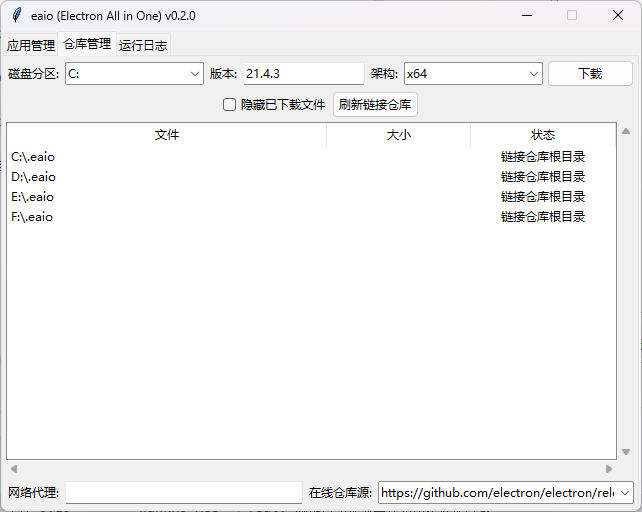 eaio (Electron All in One) v0.2.0
应用管理 仓库管理 运行日志
磁盘分区: C: 版本: 21.4.3 架构: x64 下载
隐藏已下载文件 刷新链接仓库
文件 大小 状态
C:\.eaio 链接仓库根目录
D:\.eaio 链接仓库根目录
E:\.eaio 链接仓库根目录
F:\.eaio 链接仓库根目录
网络代理: 在线仓库源: https://github.com/electron/electron/rele